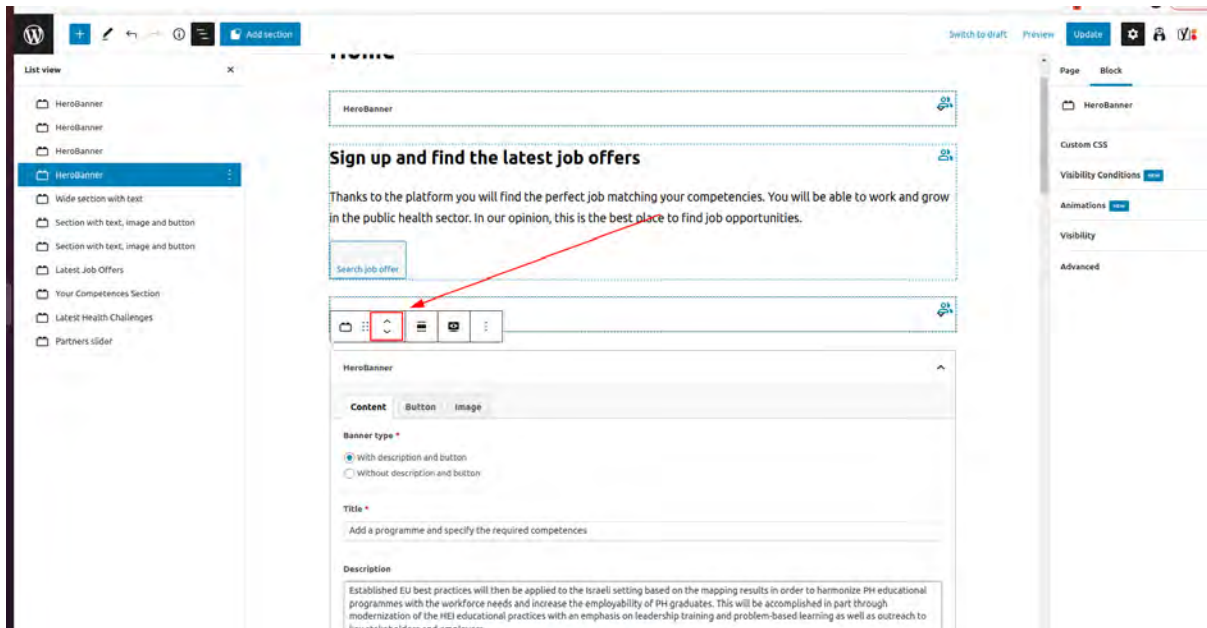 Add section
Switch to draft
Preview
Update
List view
HeroBanner
HeroBanner
HeroBanner
HeroBanner
Wide section with text
Section with text, image and button
Section with text, image and button
Latest Job Offers
Your Competences Section
Latest Health Challenges
Partners slider
Home
HeroBanner
Sign up and find the latest job offers
Thanks to the platform you will find the perfect job matching your competencies. You will be able to work and grow
in the public health sector. In our opinion, this is the best place to find job opportunities.
Search job offer
HeroBanner
Content Button Image
Banner type *
With description and button
Without description and button
Title *
Add a programme and specify the required competences
Description
Established EU best practices will then be applied to the Israeli setting based on the mapping results in order to harmonize PH educational
programmes with the workforce needs and increase the employability of PH graduates. This will be accomplished in part through
modernization of the HEI educational practices with an emphasis on leadership training and problem-based learning as well as outreach to
key stakeholders and employers
Page Block
HeroBanner
Custom CSS
Visibility Conditions NEW
Animations NEW
Visibility
Advanced